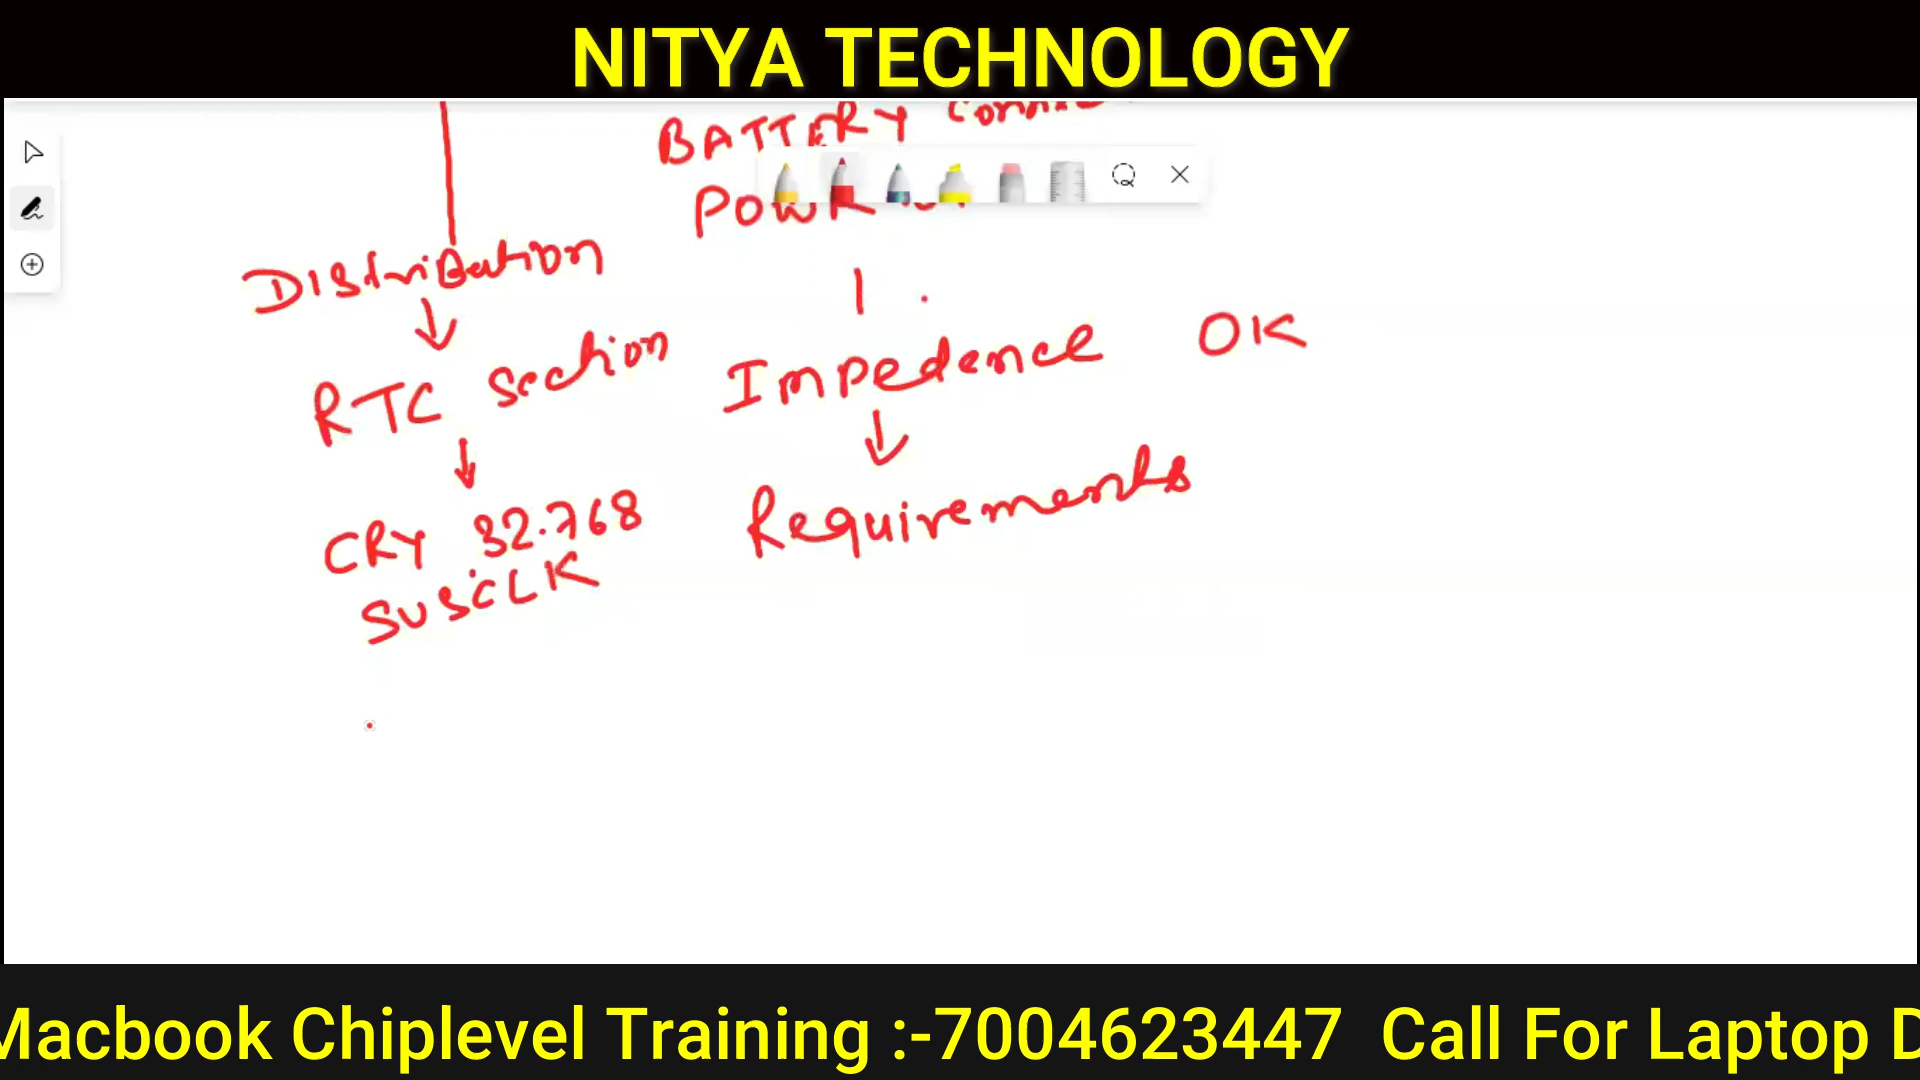 NITYA TECHNOLOGY
BATTERY
DIstriBution
RTC Section
CRY 32.768
SUSCLK
Impedence OK
Requirements
Macbook Chiplevel Training :-7004623447 Call For Laptop D